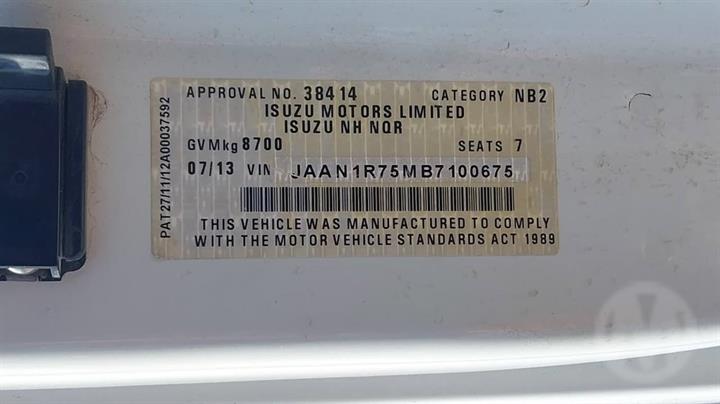 APPROVAL NO. 38414 CATEGORY NB2
ISUZU MOTORS LIMITED
ISUZU NH NQR
GVMkg 8700 SEATS 7
07/13 VIN JAAN1R75MB7100675
THIS VEHICLE WAS MANUFACTURED TO COMPLY
WITH THE MOTOR VEHICLE STANDARDS ACT 1989
PAT27/11/12A00037592